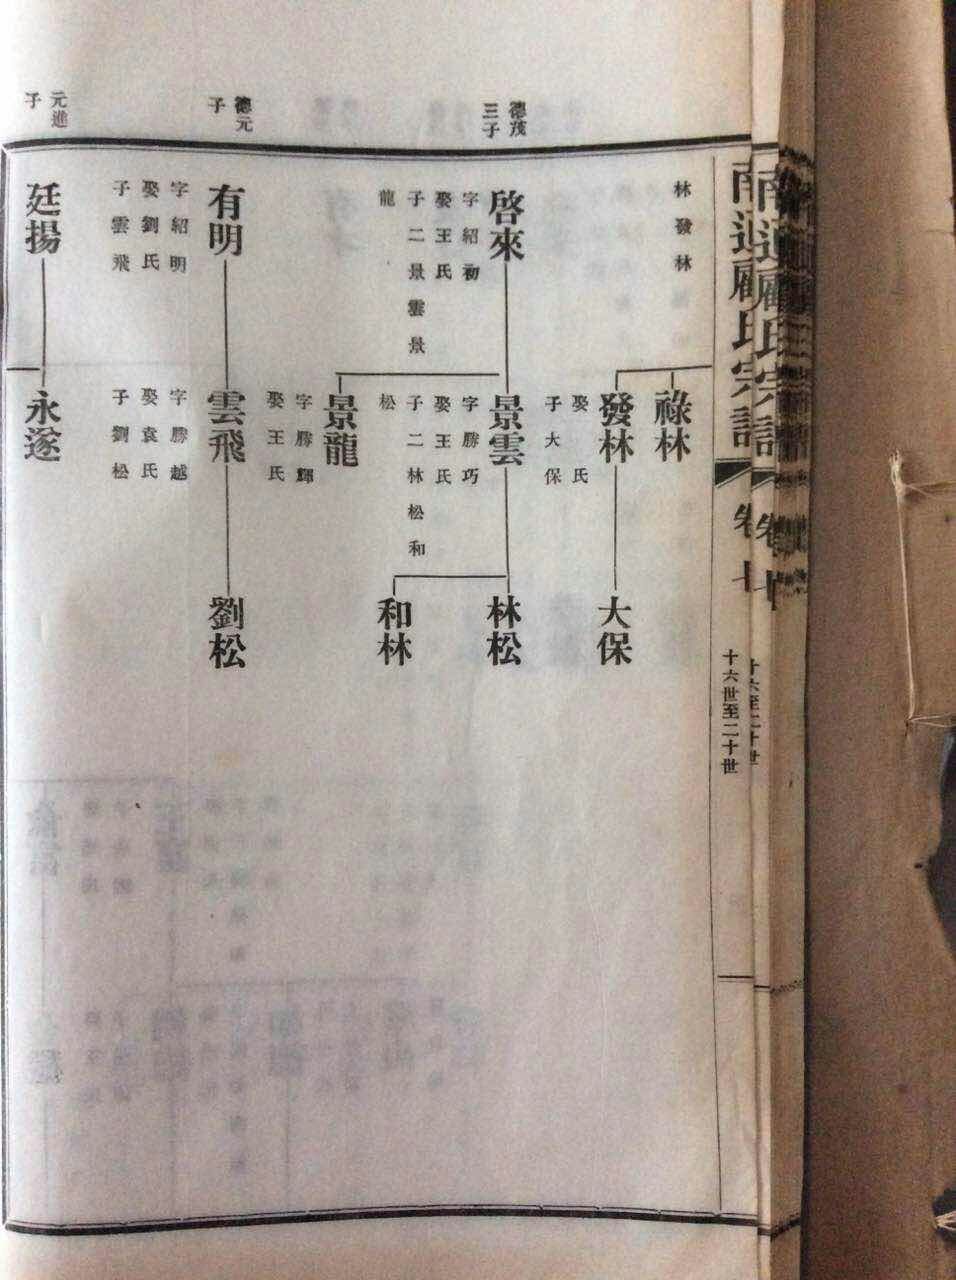 南通顧氏宗譜
卷十
十六世至二十世
林發林
祿林
發林
娶氏
子大保
大保
德茂
三子
啓來
字紹初
娶王氏
子二景雲景
龍
景雲
字勝巧
娶王氏
子二林松和
松
林松
和林
景龍
字勝輝
娶王氏
德元
子
有明
字紹明
娶劉氏
子雲飛
雲飛
字勝越
娶袁氏
子劉松
劉松
元進
子
廷揚
永遂